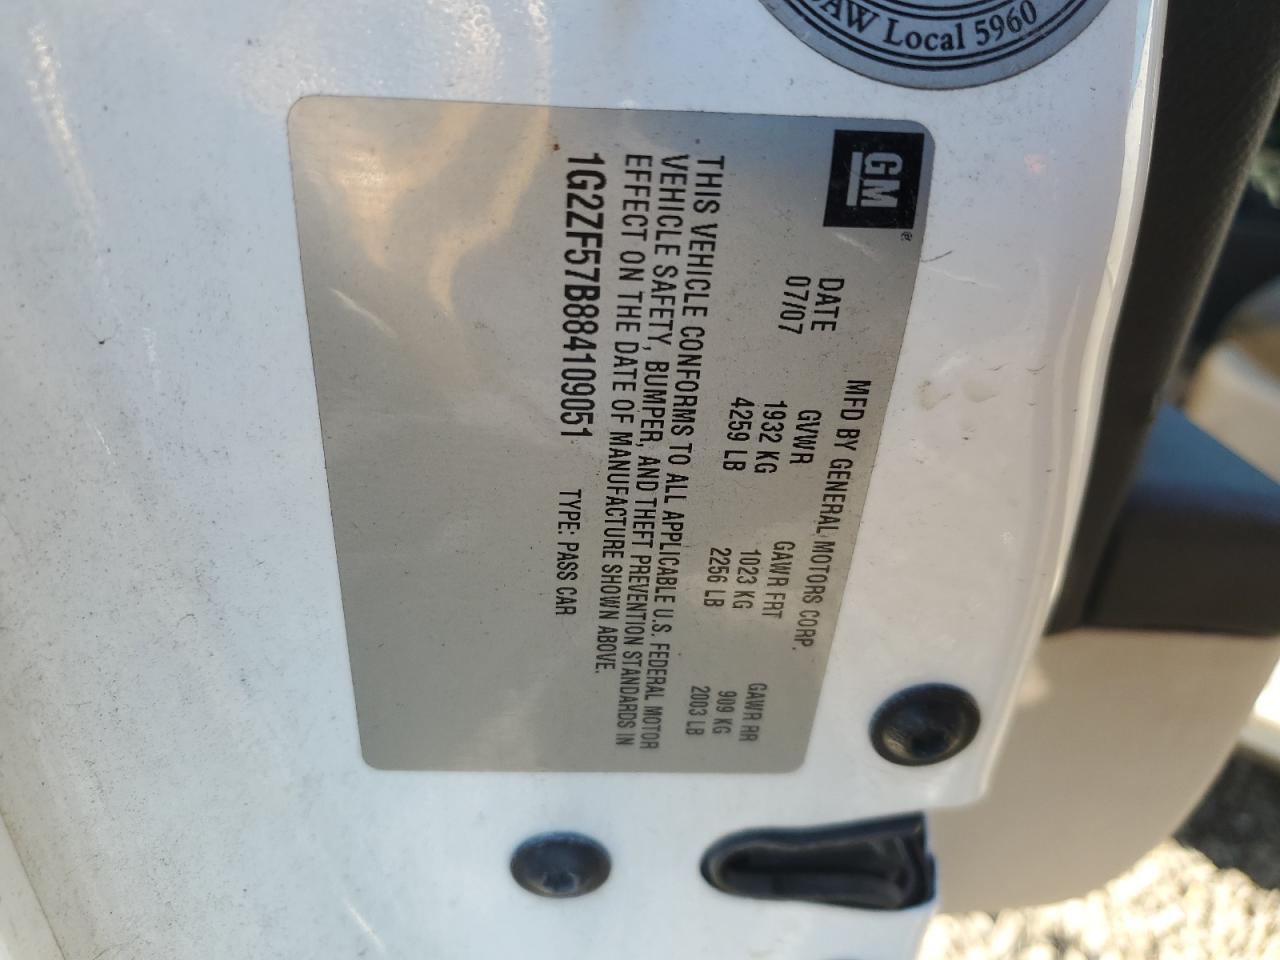 UAW Local 5960
GM
MFD BY GENERAL MOTORS CORP.
DATE GVWR GAWR FRT GAWR RR
07/07 1932 KG 1023 KG 909 KG
4259 LB 2256 LB 2003 LB
THIS VEHICLE CONFORMS TO ALL APPLICABLE U.S. FEDERAL MOTOR
VEHICLE SAFETY, BUMPER, AND THEFT PREVENTION STANDARDS IN
EFFECT ON THE DATE OF MANUFACTURE SHOWN ABOVE.
1G2ZF57B884109051 TYPE: PASS CAR